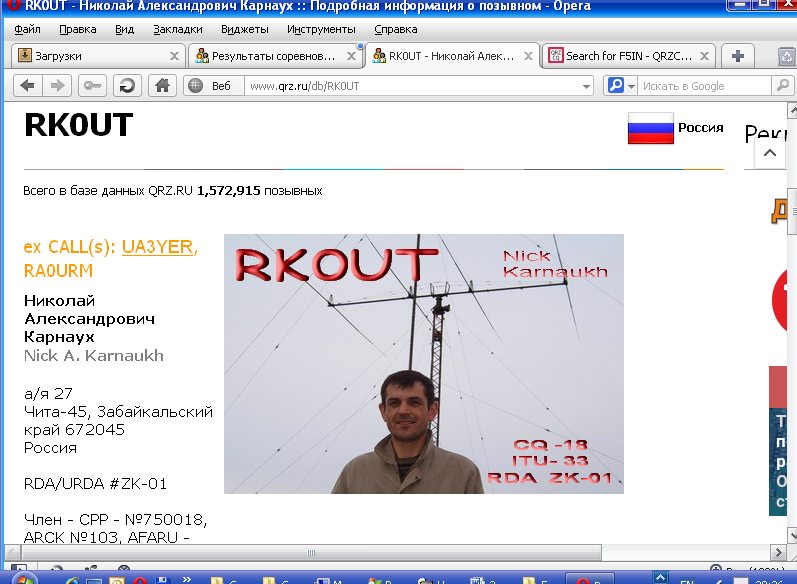 RK0UT - Николай Александрович Карнаух :: Подробная информация о позывном - Opera
Файл Правка Вид Закладки Виджеты Инструменты Справка
Загрузки
Результаты соревнов...
RK0UT - Николай Алек...
Search for F5IN - QRZC...
Веб
www.qrz.ru/db/RK0UT
Искать в Google
RK0UT
Россия
Всего в базе данных QRZ.RU 1,572,915 позывных
ex CALL(s): UA3YER,
RA0URM
Николай
Александрович
Карнаух
Nick A. Karnaukh
а/я 27
Чита-45, Забайкальский
край 672045
Россия
RDA/URDA #ZK-01
Член - СРР - №750018,
ARCK №103, AFARU -
RK0UT
Nick
Karnaukh
CQ -18
ITU- 33
RDA ZK-01
EN